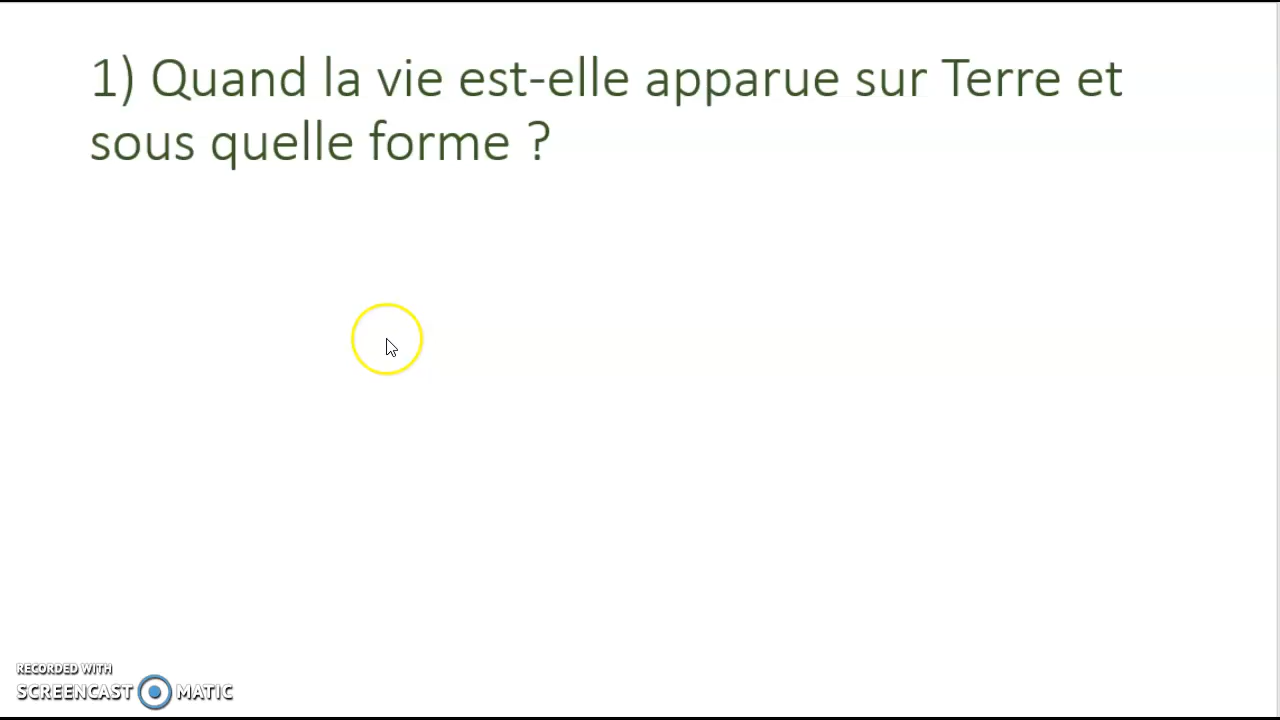 1) Quand la vie est-elle apparue sur Terre et
sous quelle forme ?
RECORDED WITH
SCREENCAST MATIC